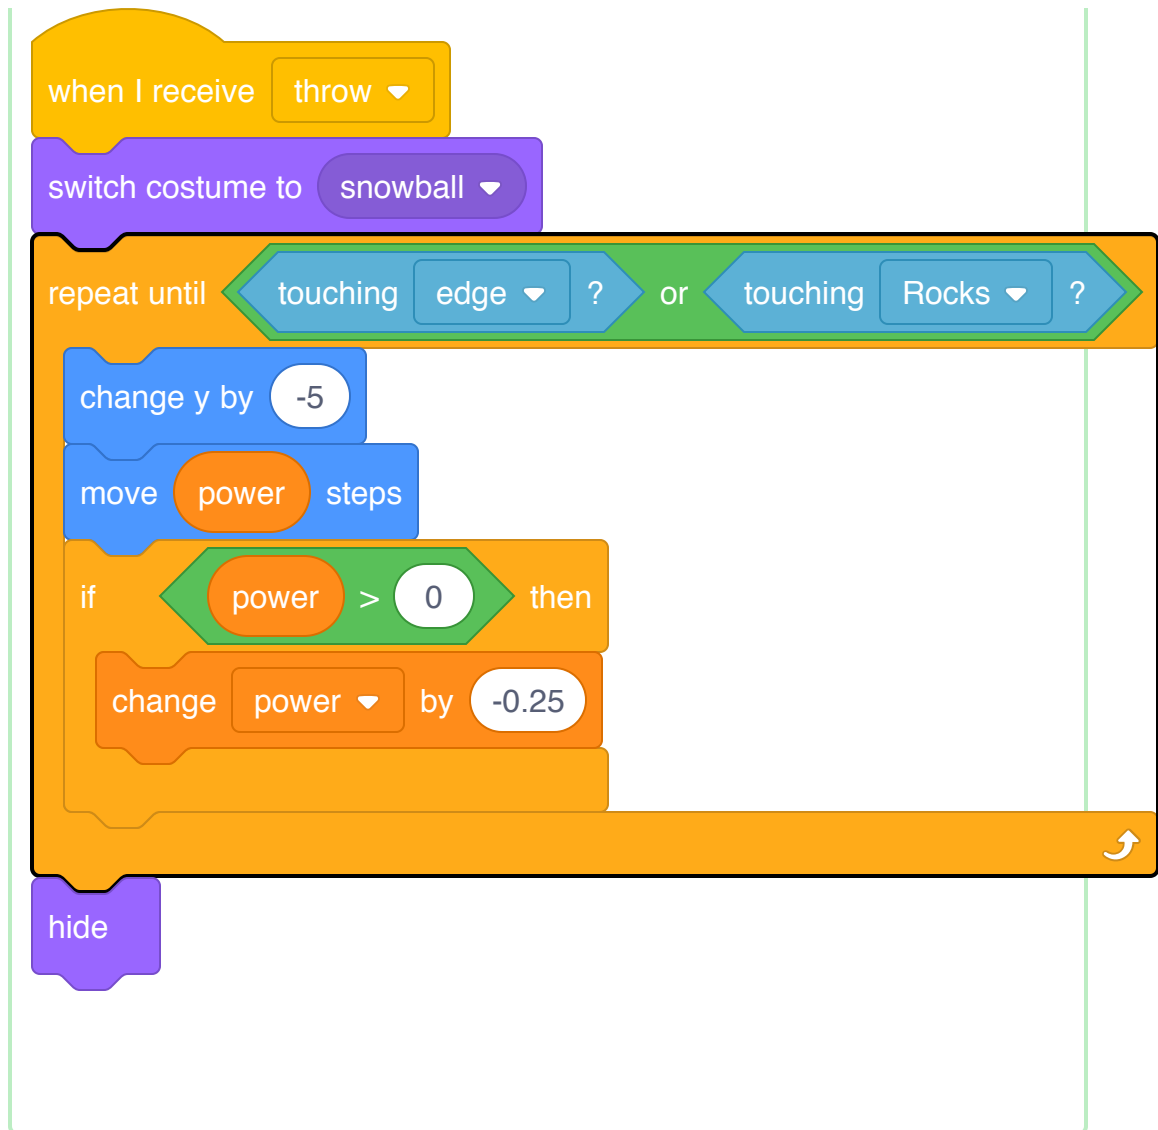 when I receive throw
switch costume to snowball
repeat until touching edge ? or touching Rocks ?
change y by -5
move power steps
if power > 0 then
change power by -0.25
hide